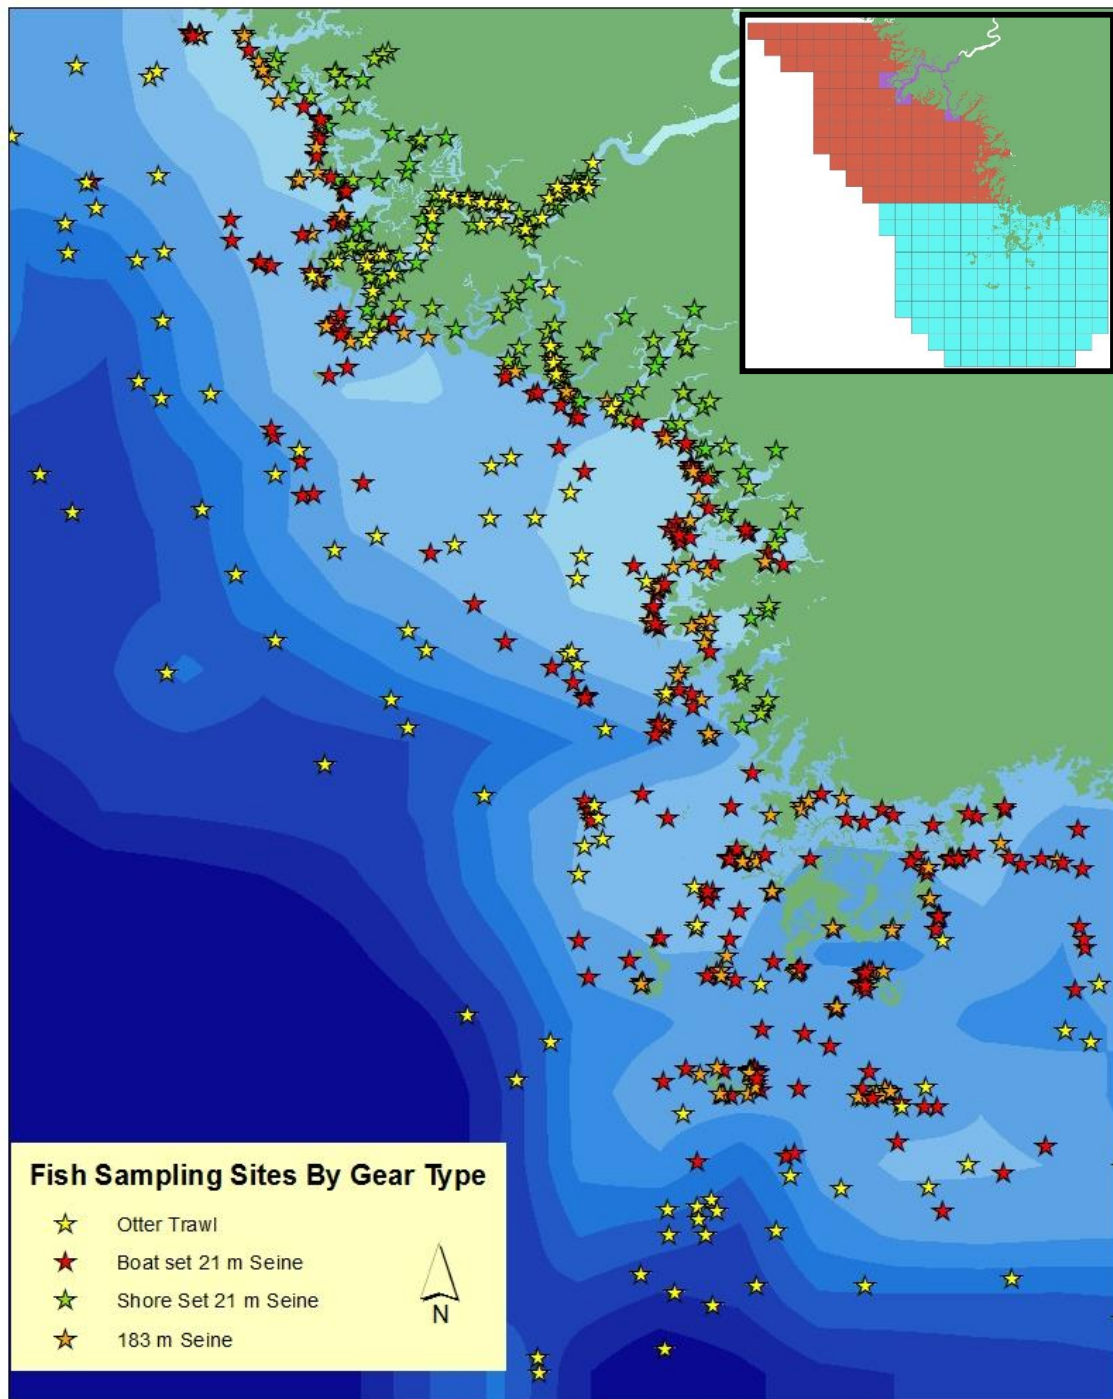 Fish Sampling Sites By Gear Type
Otter Trawl
Boat set 21 m Seine
Shore Set 21 m Seine
183 m Seine
N